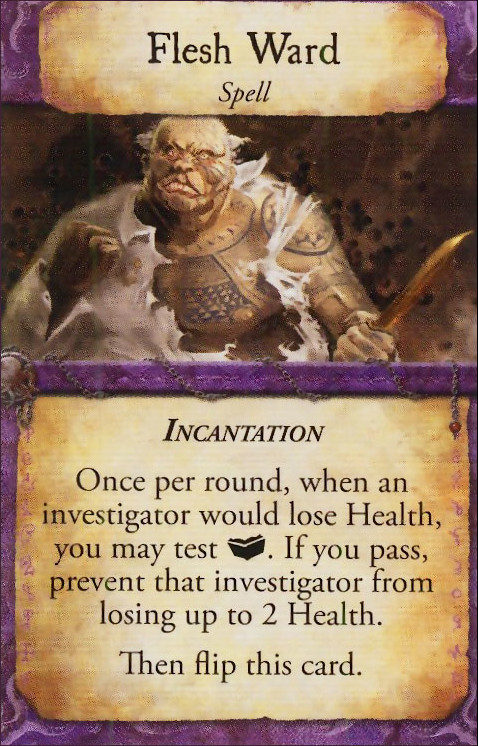 Flesh Ward
Spell
INCANTATION
Once per round, when an
investigator would lose Health,
you may test . If you pass,
prevent that investigator from
losing up to 2 Health.
Then flip this card.